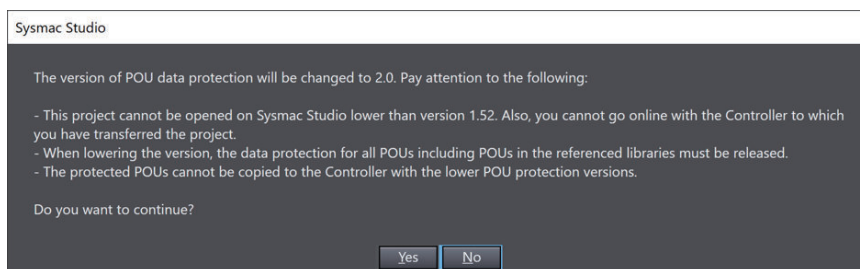 Sysmac Studio
The version of POU data protection will be changed to 2.0. Pay attention to the following:
- This project cannot be opened on Sysmac Studio lower than version 1.52. Also, you cannot go online with the Controller to which
you have transferred the project.
- When lowering the version, the data protection for all POUs including POUs in the referenced libraries must be released.
- The protected POUs cannot be copied to the Controller with the lower POU protection versions.
Do you want to continue?
Yes No